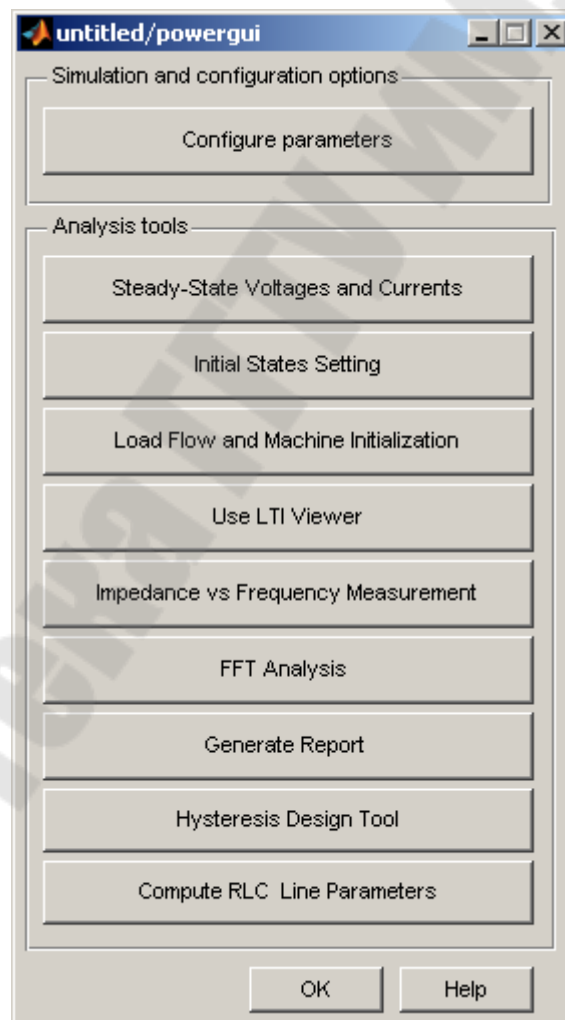 untitled/powergui
Simulation and configuration options
Configure parameters
Analysis tools
Steady-State Voltages and Currents
Initial States Setting
Load Flow and Machine Initialization
Use LTI Viewer
Impedance vs Frequency Measurement
FFT Analysis
Generate Report
Hysteresis Design Tool
Compute RLC  Line Parameters
OK
Help